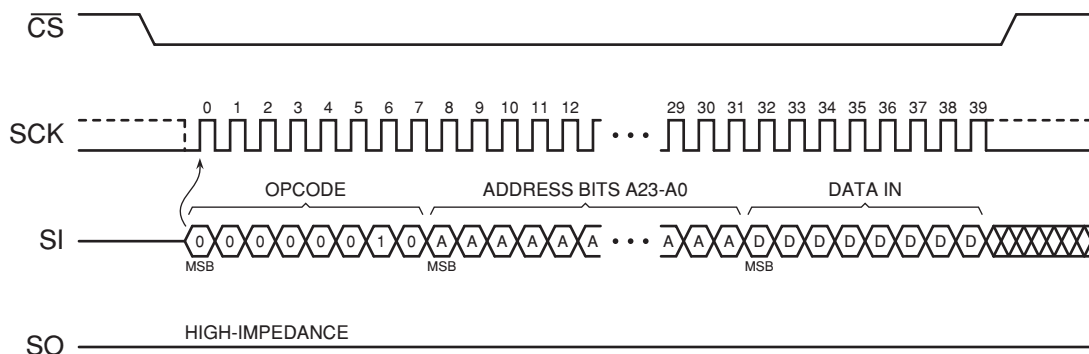 CS
0 1 2 3 4 5 6 7 8 9 10 11 12 29 30 31 32 33 34 35 36 37 38 39
SCK • • •
OPCODE ADDRESS BITS A23-A0 DATA IN
SI 0 0 0 0 0 0 1 0 A A A A A A • • • A A A D D D D D D D D
MSB MSB MSB
HIGH-IMPEDANCE
SO